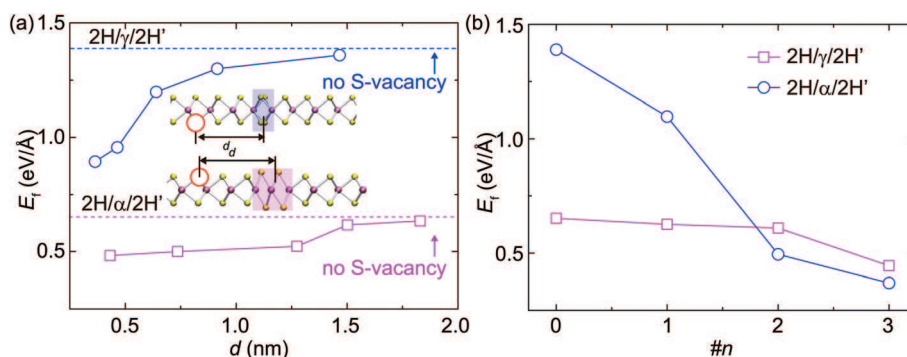 (a)
2H/γ/2H'
no S-vacancy
d
d
2H/α/2H'
no S-vacancy
E_f (eV/Å)
1.5
1.0
0.5
0.5
1.0
1.5
2.0
d (nm)
(b)
2H/γ/2H'
2H/α/2H'
E_f (eV/Å)
1.5
1.0
0.5
0
1
2
3
#n